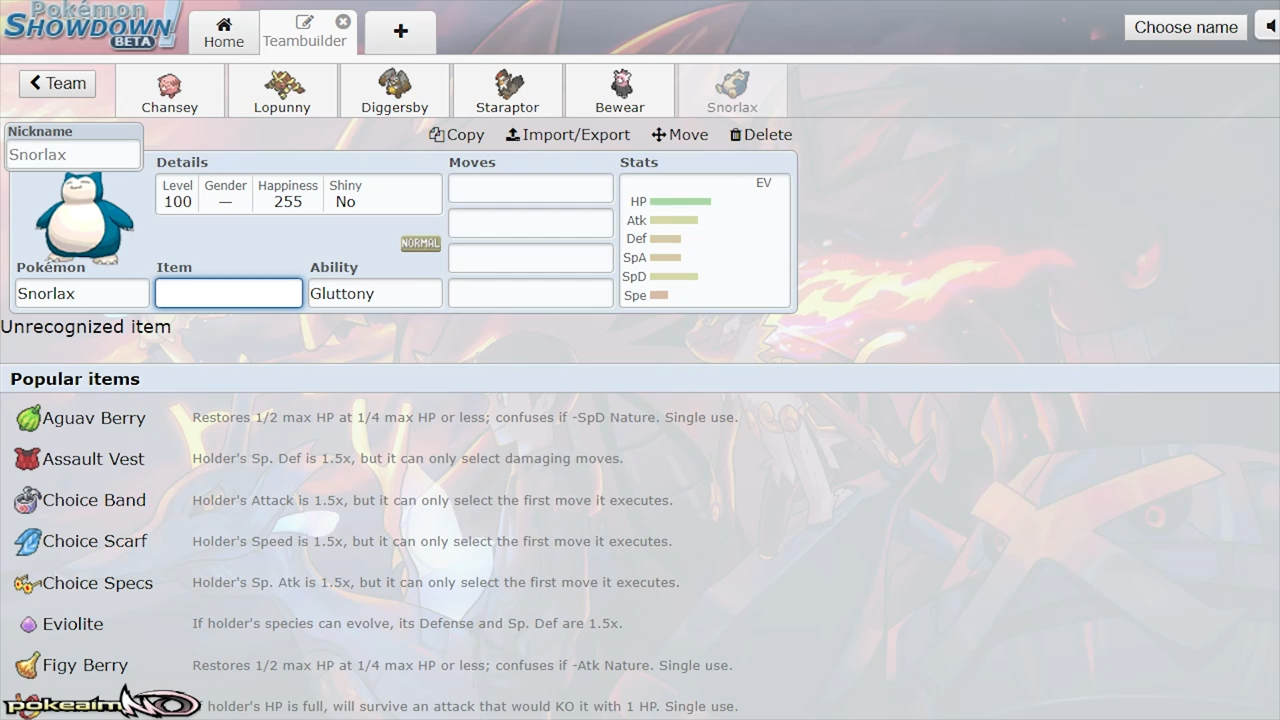 Pokémon
SHOWDOWN!
BETA
Home
Teambuilder
+
Choose name
Team
Chansey
Lopunny
Diggersby
Staraptor
Bewear
Snorlax
Nickname
Snorlax
Copy
Import/Export
Move
Delete
Details
Moves
Stats
Level
Gender
Happiness
Shiny
100
—
255
No
EV
HP
Atk
Def
SpA
SpD
Spe
NORMAL
Pokémon
Item
Ability
Snorlax
Gluttony
Unrecognized item
Popular items
Aguav Berry Restores 1/2 max HP at 1/4 max HP or less; confuses if -SpD Nature. Single use.
Assault Vest Holder's Sp. Def is 1.5x, but it can only select damaging moves.
Choice Band Holder's Attack is 1.5x, but it can only select the first move it executes.
Choice Scarf Holder's Speed is 1.5x, but it can only select the first move it executes.
Choice Specs Holder's Sp. Atk is 1.5x, but it can only select the first move it executes.
Eviolite If holder's species can evolve, its Defense and Sp. Def are 1.5x.
Figy Berry Restores 1/2 max HP at 1/4 max HP or less; confuses if -Atk Nature. Single use.
holder's HP is full, will survive an attack that would KO it with 1 HP. Single use.
pokeaimMD